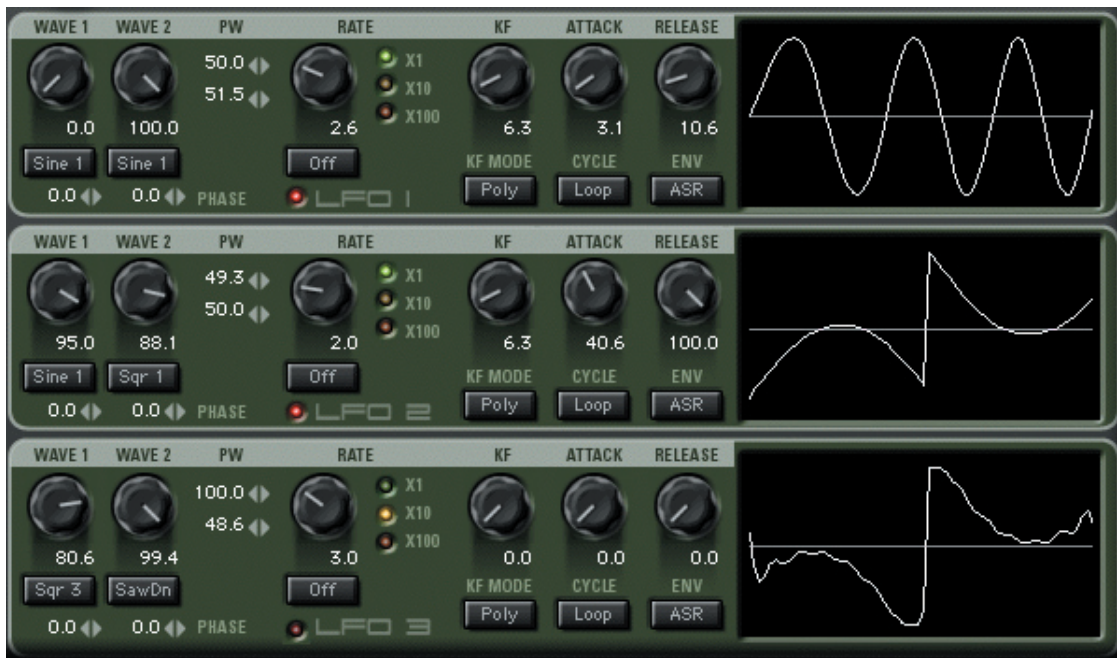 WAVE 1 WAVE 2 PW RATE KF ATTACK RELEASE
50.0 X1
51.5 X10
X100
0.0 100.0 2.6 6.3 3.1 10.6
Sine 1 Sine 1 Off KF MODE CYCLE ENV
Poly Loop ASR
0.0 0.0 PHASE LFO 1
WAVE 1 WAVE 2 PW RATE KF ATTACK RELEASE
49.3 X1
50.0 X10
X100
95.0 88.1 2.0 6.3 40.6 100.0
Sine 1 Sqr 1 Off KF MODE CYCLE ENV
Poly Loop ASR
0.0 0.0 PHASE LFO 2
WAVE 1 WAVE 2 PW RATE KF ATTACK RELEASE
100.0 X1
48.6 X10
X100
80.6 99.4 3.0 0.0 0.0 0.0
Sqr 3 SawDn Off KF MODE CYCLE ENV
Poly Loop ASR
0.0 0.0 PHASE LFO 3